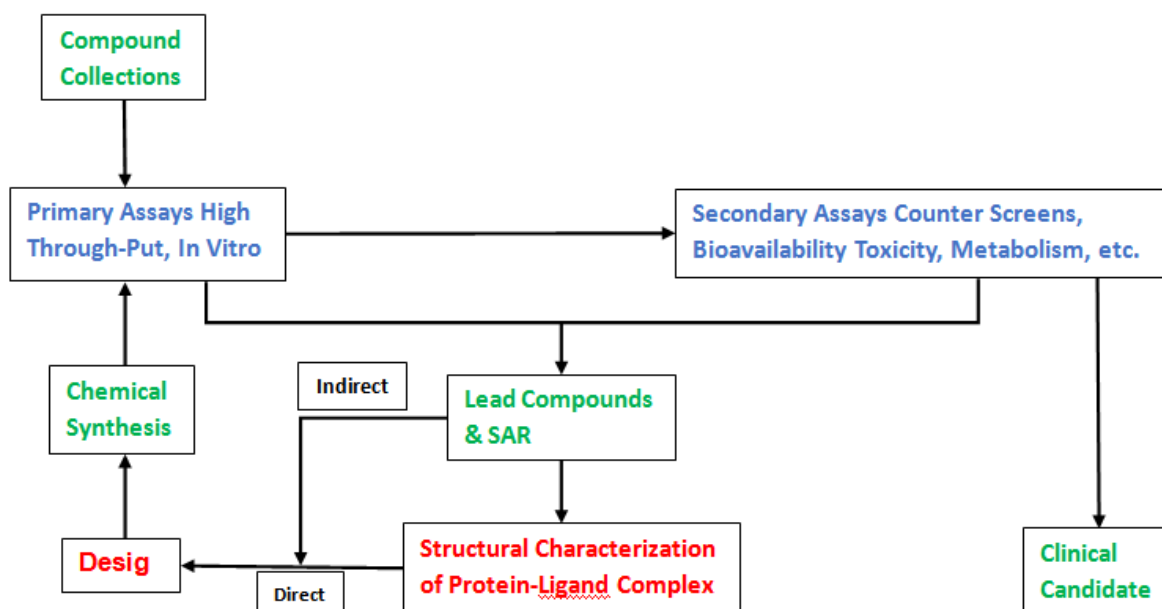 Compound
Collections
Primary Assays High
Through-Put, In Vitro
Secondary Assays Counter Screens,
Bioavailability Toxicity, Metabolism, etc.
Chemical
Synthesis
Indirect
Lead Compounds
& SAR
Desig
Direct
Structural Characterization
of Protein-Ligand Complex
Clinical
Candidate